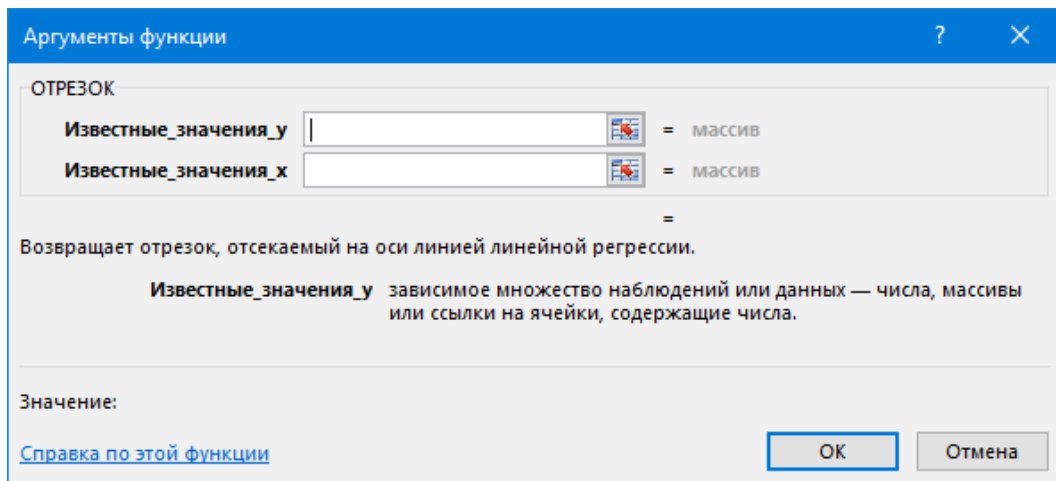 Аргументы функции ?
ОТРЕЗОК
Известные_значения_y = массив
Известные_значения_x = массив
=
Возвращает отрезок, отсекаемый на оси линией линейной регрессии.
Известные_значения_y зависимое множество наблюдений или данных — числа, массивы
или ссылки на ячейки, содержащие числа.
Значение:
Справка по этой функции
ОК Отмена